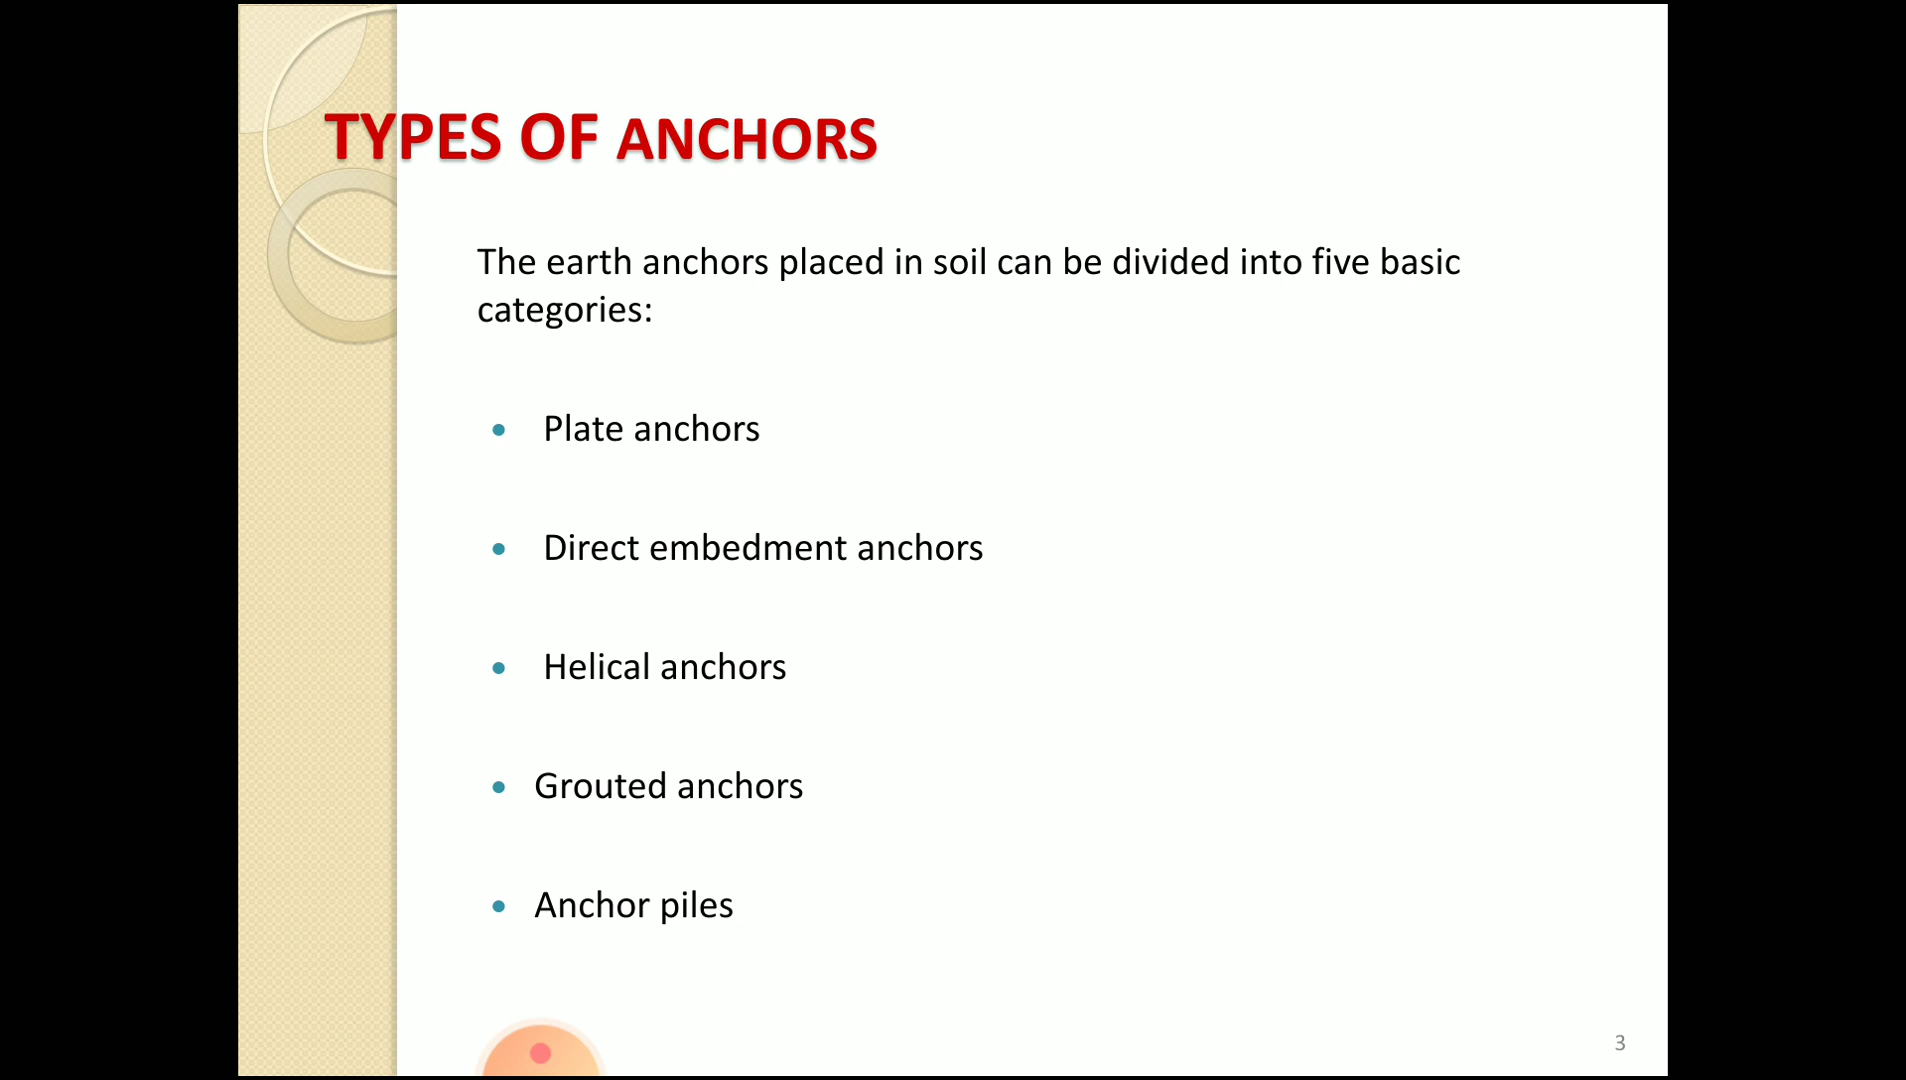 TYPES OF ANCHORS
The earth anchors placed in soil can be divided into five basic
categories:
• Plate anchors
• Direct embedment anchors
• Helical anchors
• Grouted anchors
• Anchor piles
3